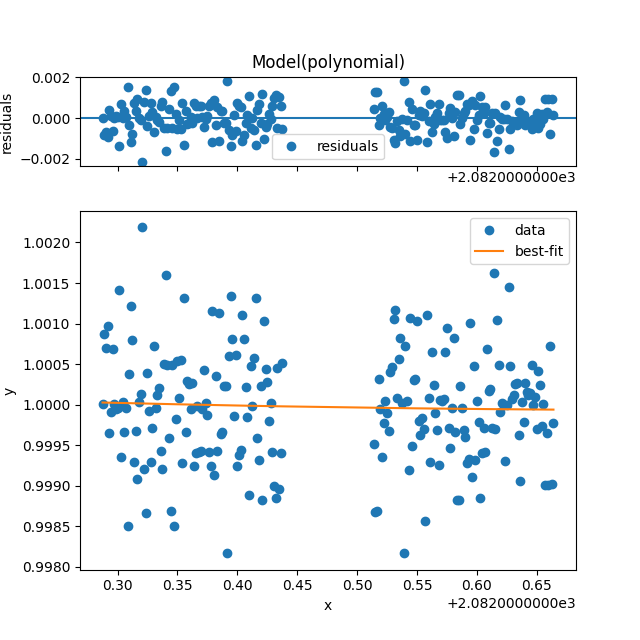 Model(polynomial)
0.002
0.000
−0.002
residuals
residuals
+2.0820000000e3
1.0020
1.0015
1.0010
1.0005
1.0000
0.9995
0.9990
0.9985
0.9980
y
data
best-fit
0.30 0.35 0.40 0.45 0.50 0.55 0.60 0.65
x
+2.0820000000e3